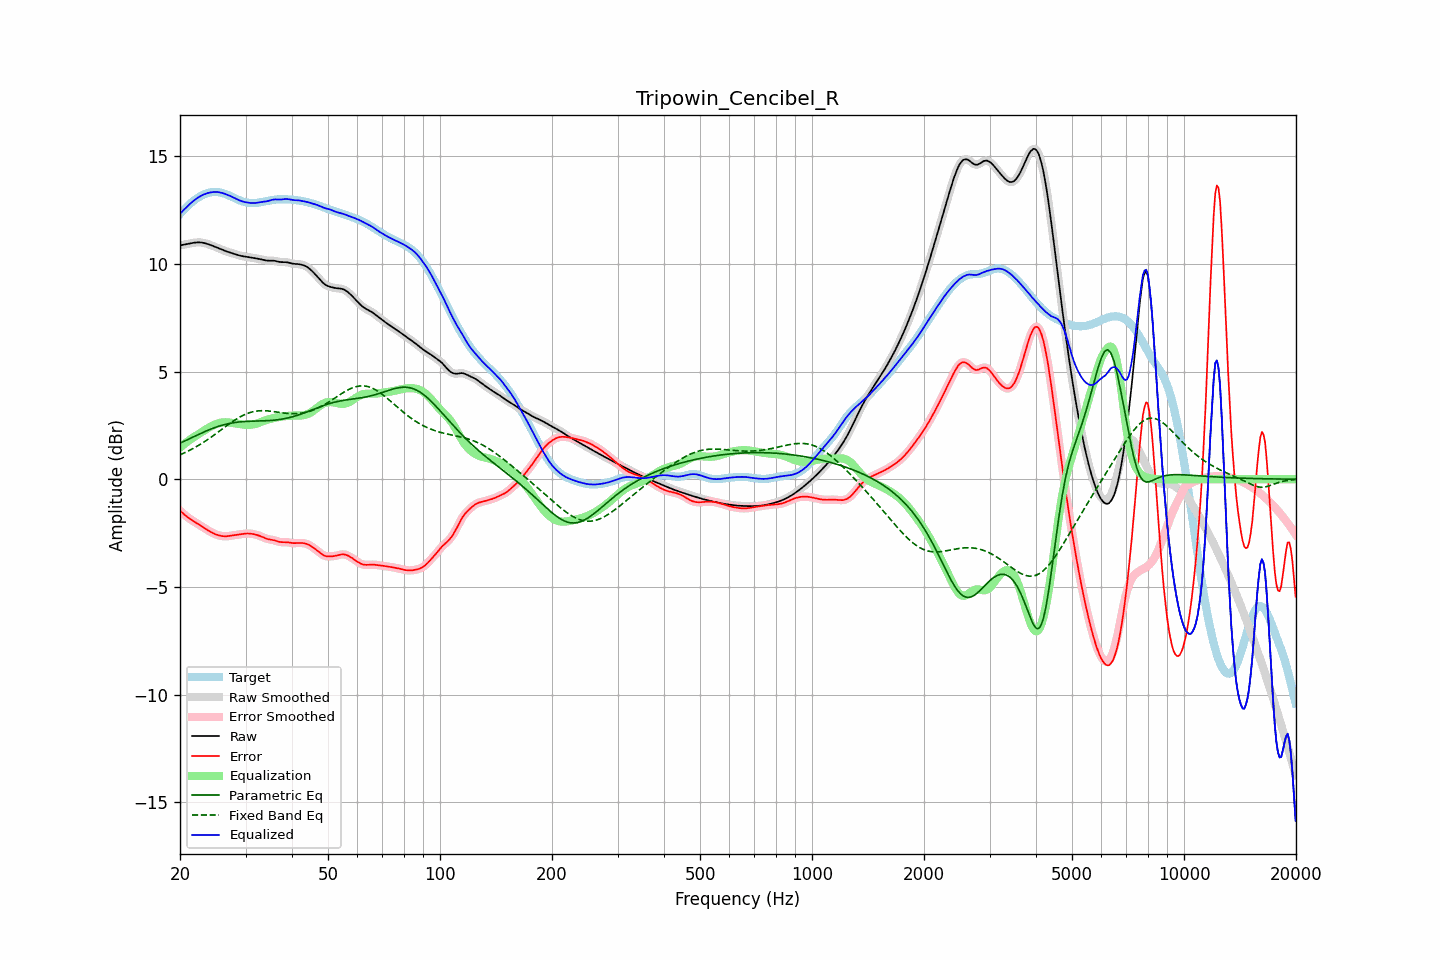 Tripowin_Cencibel_R
15
10
5
0
−5
−10
−15
Amplitude (dBr)
Target
Raw Smoothed
Error Smoothed
Raw
Error
Equalization
Parametric Eq
Fixed Band Eq
Equalized
20 50 100 200 500 1000 2000 5000 10000 20000
Frequency (Hz)